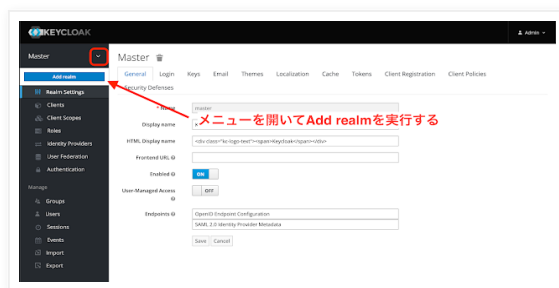 KEYCLOAK
Admin
Master
Master
Add realm
General Login Keys Email Themes Localization Cache Tokens Client Registration Client Policies
Security Defenses
Realm Settings
Clients
Client Scopes
Roles
Identity Providers
User Federation
Authentication
Manage
Groups
Users
Sessions
Events
Import
Export
* Name master
メニューを開いてAdd realmを実行する
Display name
HTML Display name <div class="kc-logo-text"><span>Keycloak</span></div>
Frontend URL
Enabled ON
User-Managed Access OFF
Endpoints OpenID Endpoint Configuration
SAML 2.0 Identity Provider Metadata
Save Cancel